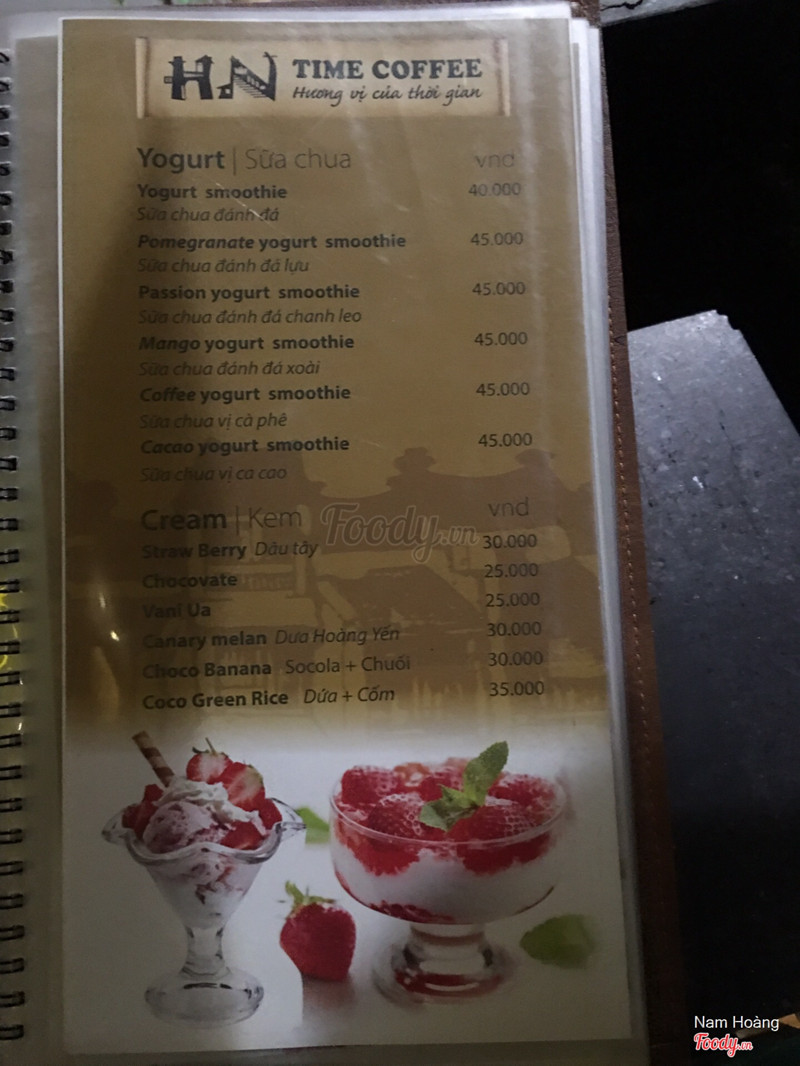 HN TIME COFFEE
Hương vị của thời gian
Yogurt | Sữa chua vnd
Yogurt smoothie 40.000
Sữa chua đánh đá
Pomegranate yogurt smoothie 45.000
Sữa chua đánh đá lựu
Passion yogurt smoothie 45.000
Sữa chua đánh đá chanh leo
Mango yogurt smoothie 45.000
Sữa chua đánh đá xoài
Coffee yogurt smoothie 45.000
Sữa chua vị cà phê
Cacao yogurt smoothie 45.000
Sữa chua vị ca cao
Cream | Kem vnd
Foody.vn
Straw Berry Dâu tây 30.000
Chocovate 25.000
Vani Ua 25.000
Canary melan Dưa Hoàng Yến 30.000
Choco Banana Socola + Chuối 30.000
Coco Green Rice Dứa + Cốm 35.000
Nam Hoàng
Foody.vn